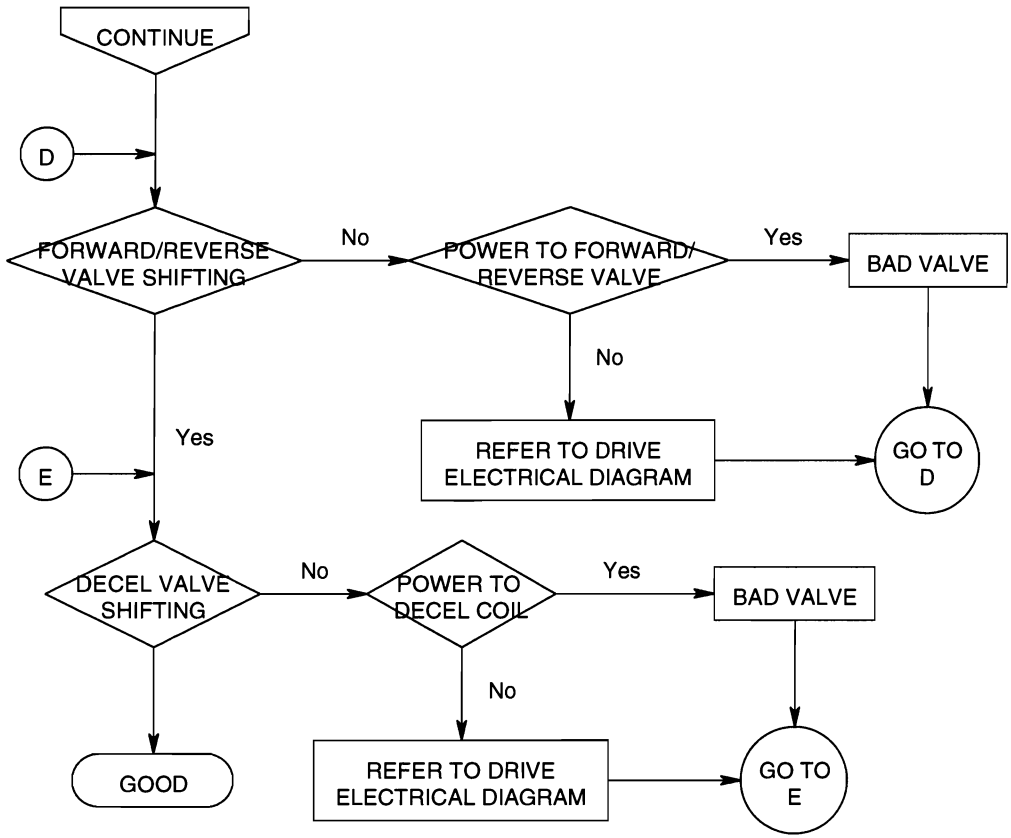 CONTINUE
D
FORWARD/REVERSE
VALVE SHIFTING
No
POWER TO FORWARD/
REVERSE VALVE
Yes
BAD VALVE
No
Yes
REFER TO DRIVE
ELECTRICAL DIAGRAM
GO TO
D
E
DECEL VALVE
SHIFTING
No
POWER TO
DECEL COIL
Yes
BAD VALVE
No
GOOD
REFER TO DRIVE
ELECTRICAL DIAGRAM
GO TO
E